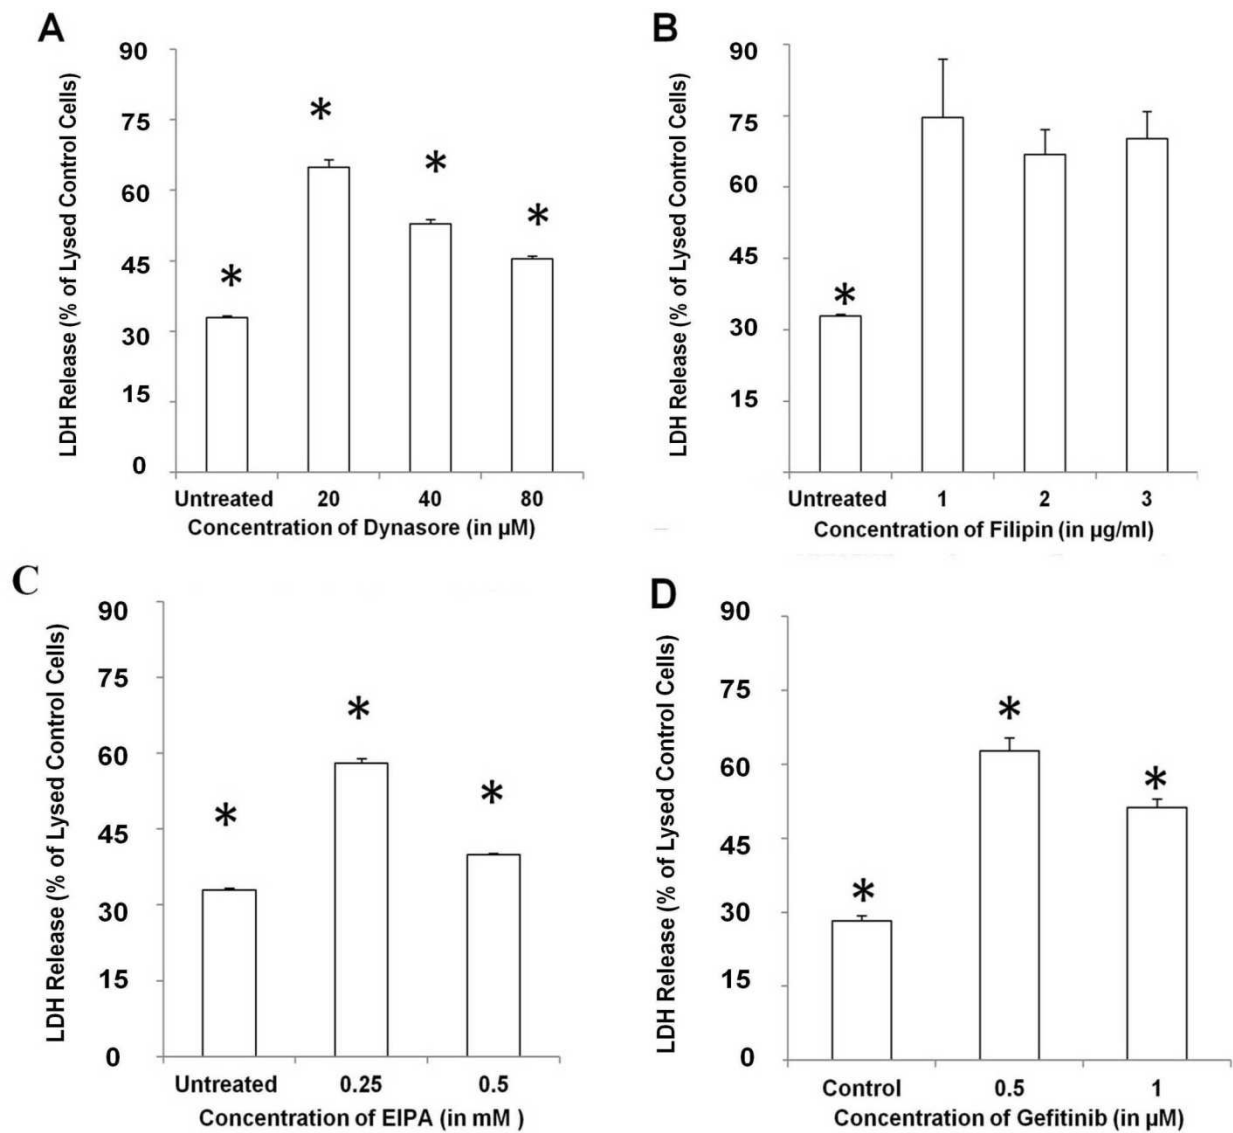 A
LDH Release (% of Lysed Control Cells)
90
75
60
45
30
15
0
*
*
*
*
Untreated 20 40 80
Concentration of Dynasore (in µM)
B
LDH Release (% of Lysed Control Cells)
90
75
60
45
30
15
*
Untreated 1 2 3
Concentration of Filipin (in µg/ml)
C
LDH Release (% of Lysed Control Cells)
90
75
60
45
30
15
0
*
*
*
Untreated 0.25 0.5
Concentration of EIPA (in mM )
D
LDH Release (% of Lysed Control Cells)
90
75
60
45
30
15
0
*
*
*
Control 0.5 1
Concentration of Gefitinib (in µM)